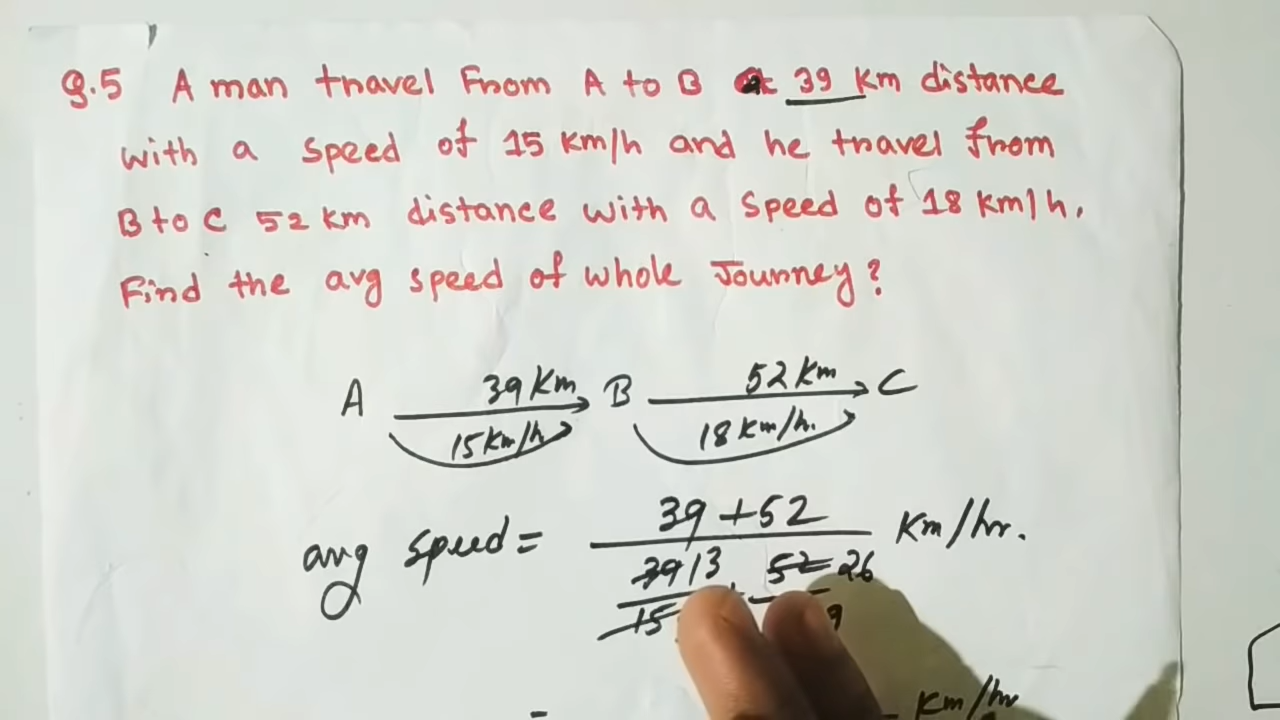 Q.5 A man travel From A to B 39 Km distance
with a speed of 15 Km/h and he travel from
B to C 52 km distance with a speed of 18 km/h.
Find the avg speed of whole Journey?
A 39 Km B 52 Km C
15 Km/h 18 Km/h.
avg speed = 39 + 52 Km/hr.
39 13 52 26
15 9
= Km/hr